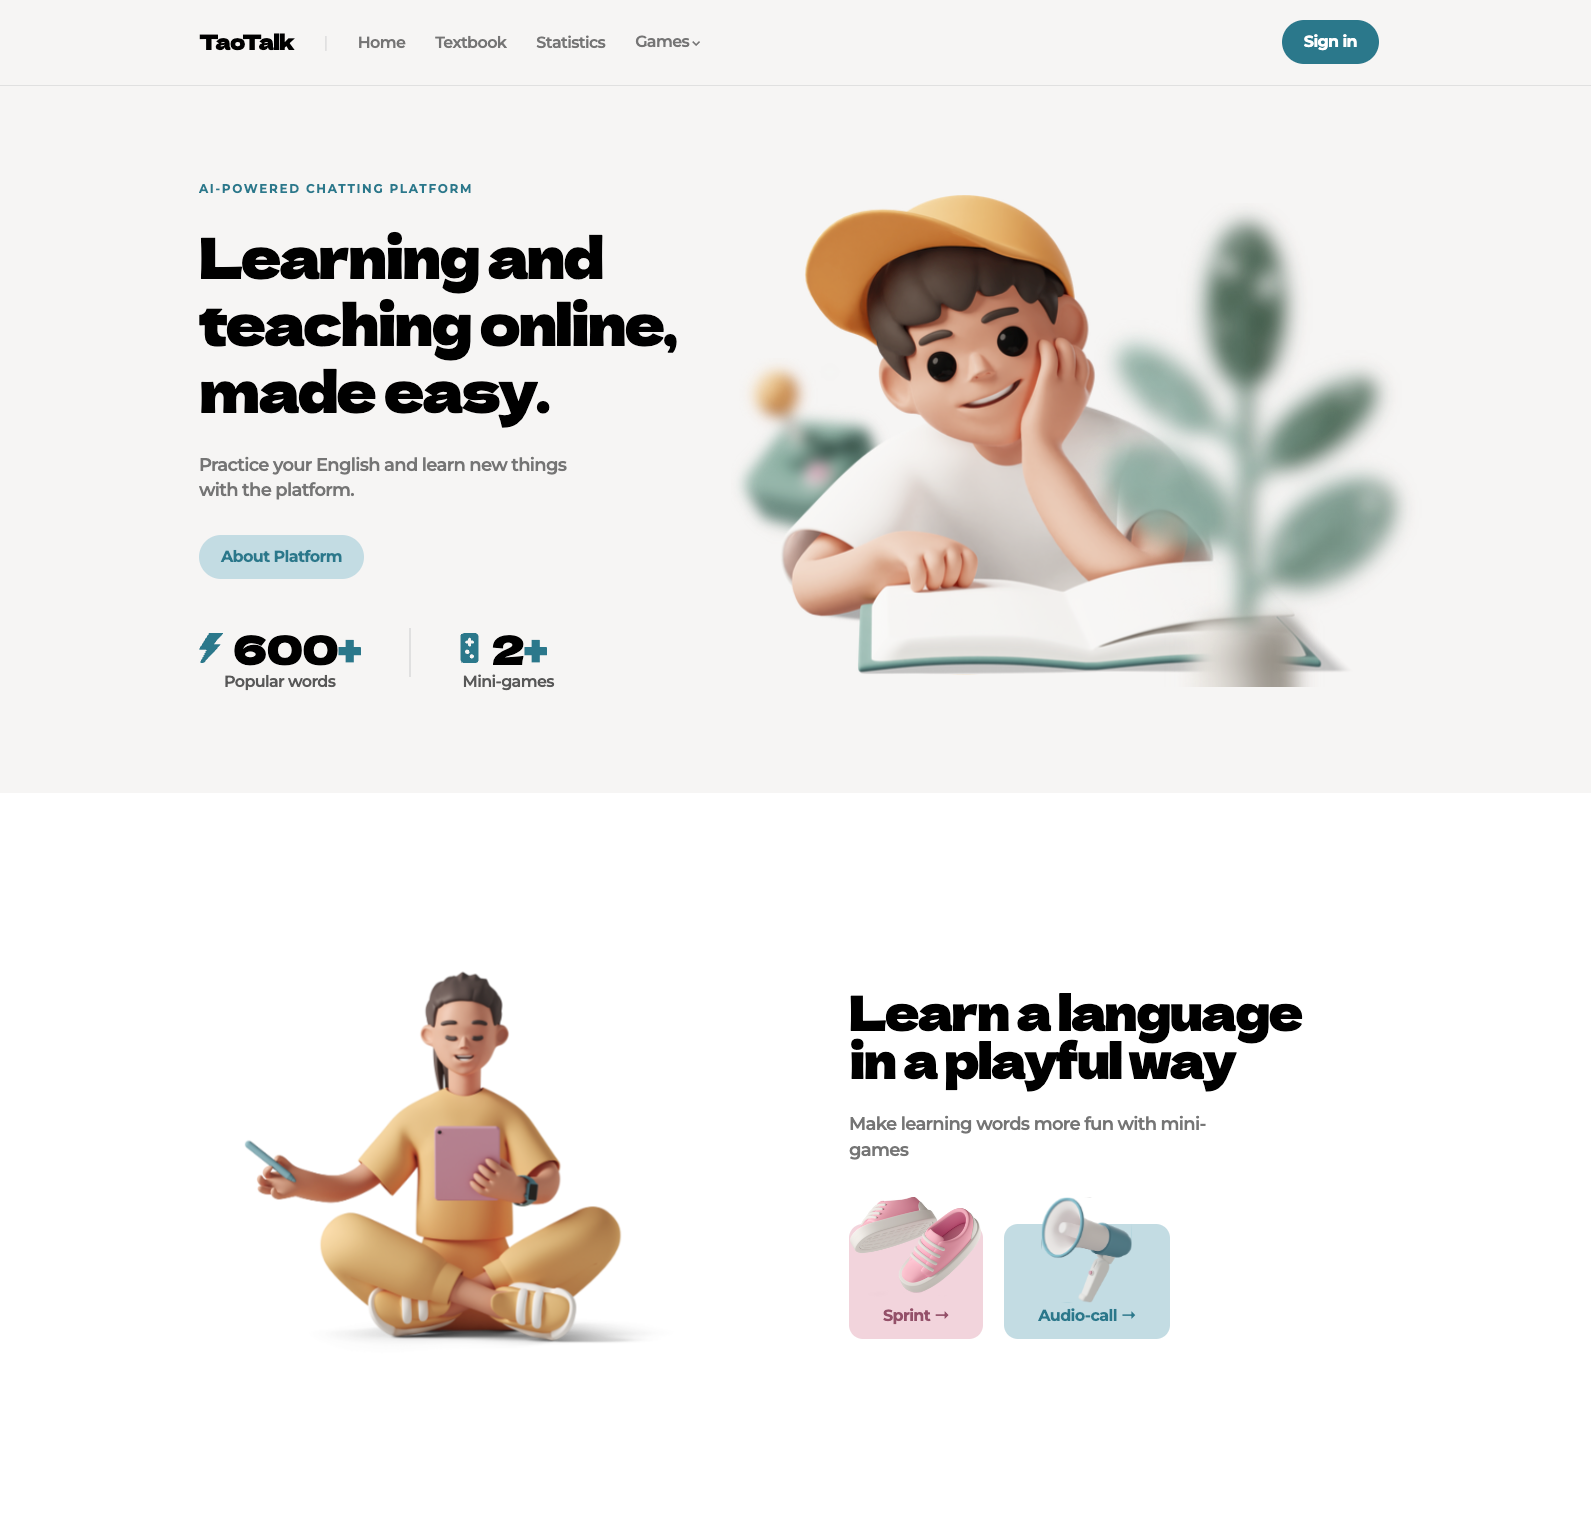 TaoTalk | Home Textbook Statistics Games Sign in
AI-POWERED CHATTING PLATFORM
Learning and
teaching online,
made easy.
Practice your English and learn new things
with the platform.
About Platform
600+ 2+
Popular words Mini-games
Learn a language
in a playful way
Make learning words more fun with mini-
games
Sprint → Audio-call →